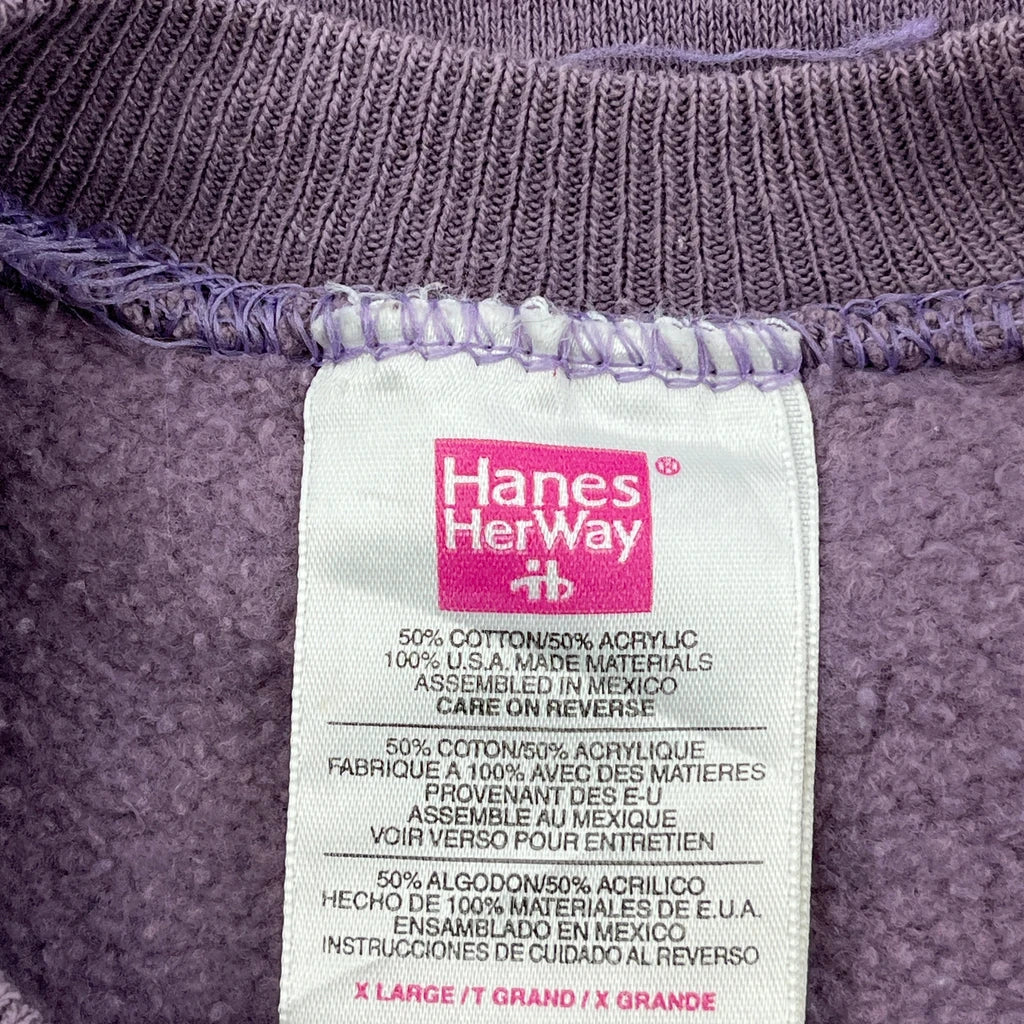 Hanes
HerWay
50% COTTON/50% ACRYLIC
100% U.S.A. MADE MATERIALS
ASSEMBLED IN MEXICO
CARE ON REVERSE
50% COTON/50% ACRYLIQUE
FABRIQUE A 100% AVEC DES MATIERES
PROVENANT DES E-U
ASSEMBLE AU MEXIQUE
VOIR VERSO POUR ENTRETIEN
50% ALGODON/50% ACRILICO
HECHO DE 100% MATERIALES DE E.U.A.
ENSAMBLADO EN MEXICO
INSTRUCCIONES DE CUIDADO AL REVERSO
X LARGE / T GRAND / X GRANDE